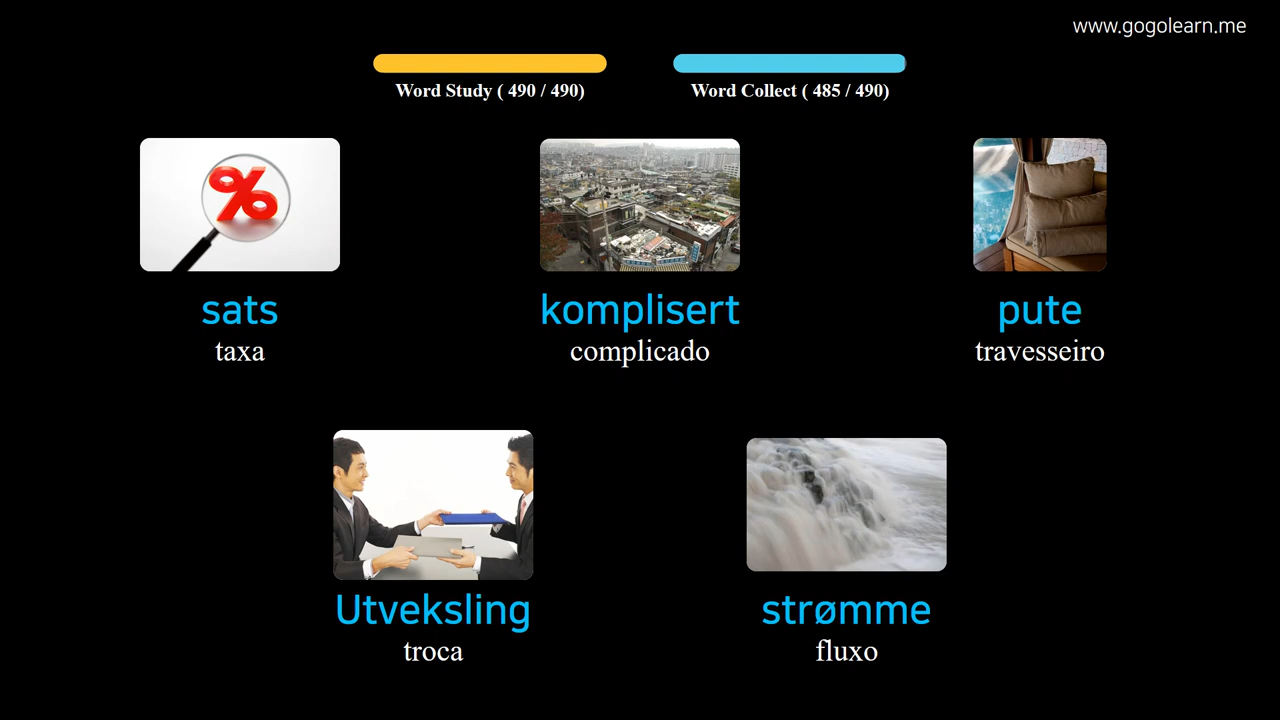 www.gogolearn.me
Word Study ( 490 / 490)
Word Collect ( 485 / 490)
sats
taxa
komplisert
complicado
pute
travesseiro
Utveksling
troca
strømme
fluxo